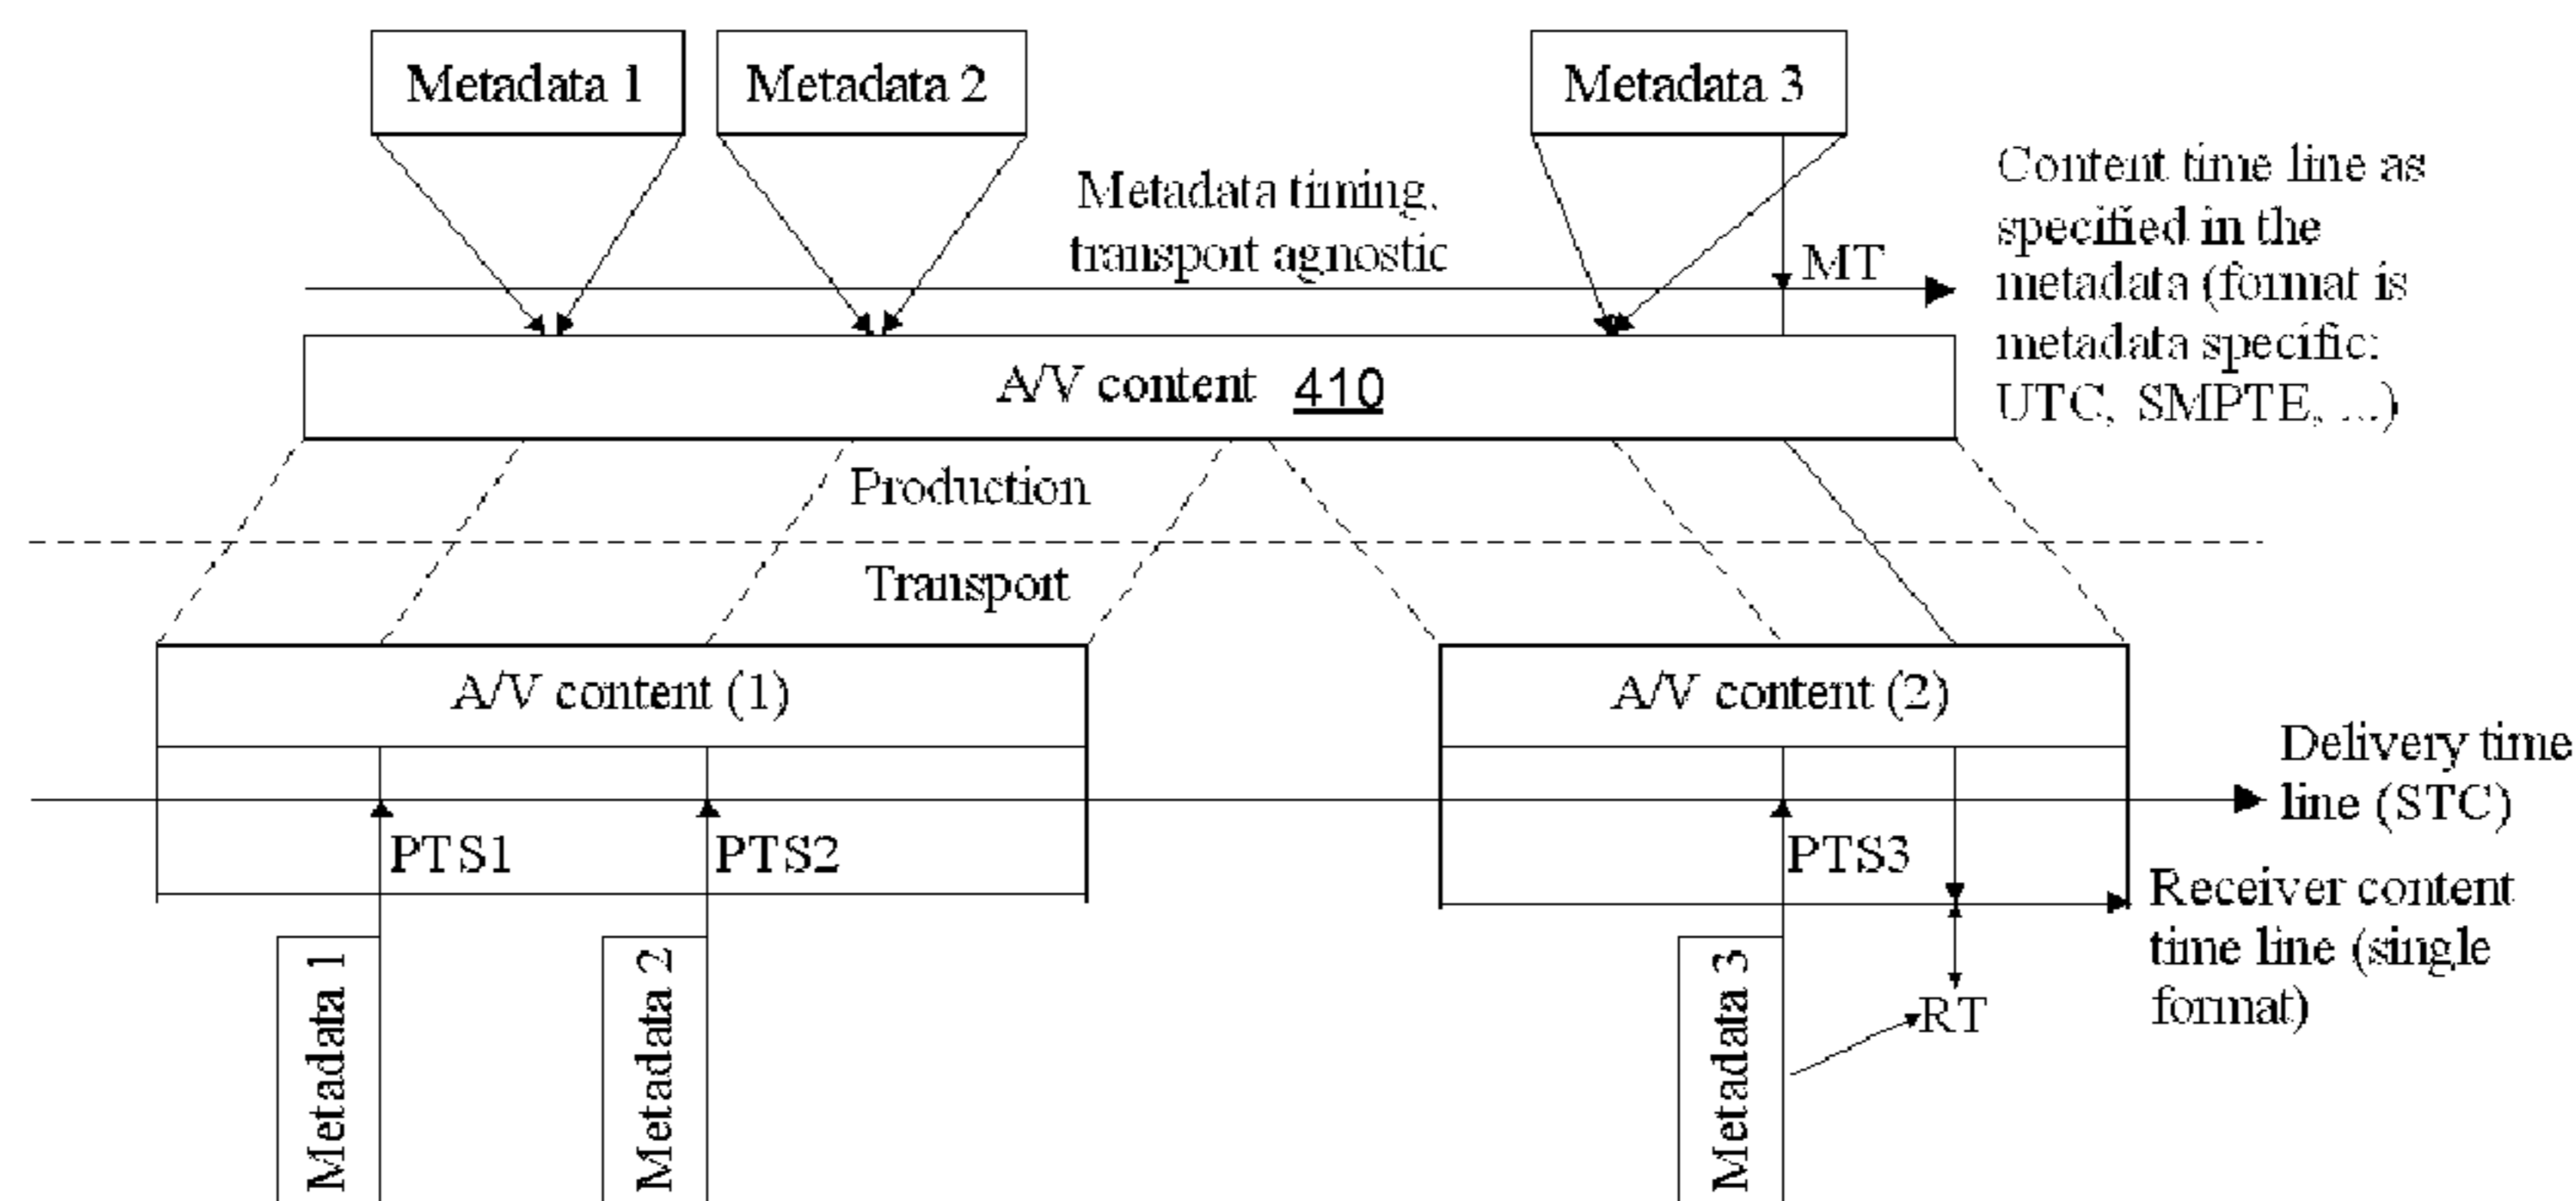 Metadata 1
Metadata 2
Metadata 3
Metadata timing,
transport agnostic
MT
Content time line as
specified in the
metadata (format is
metadata specific:
UTC, SMPTE, ...)
A/V content 410
Production
Transport
A/V content (1)
A/V content (2)
Delivery time
line (STC)
PTS1
PTS2
PTS3
Receiver content
time line (single
format)
Metadata 1
Metadata 2
Metadata 3
RT